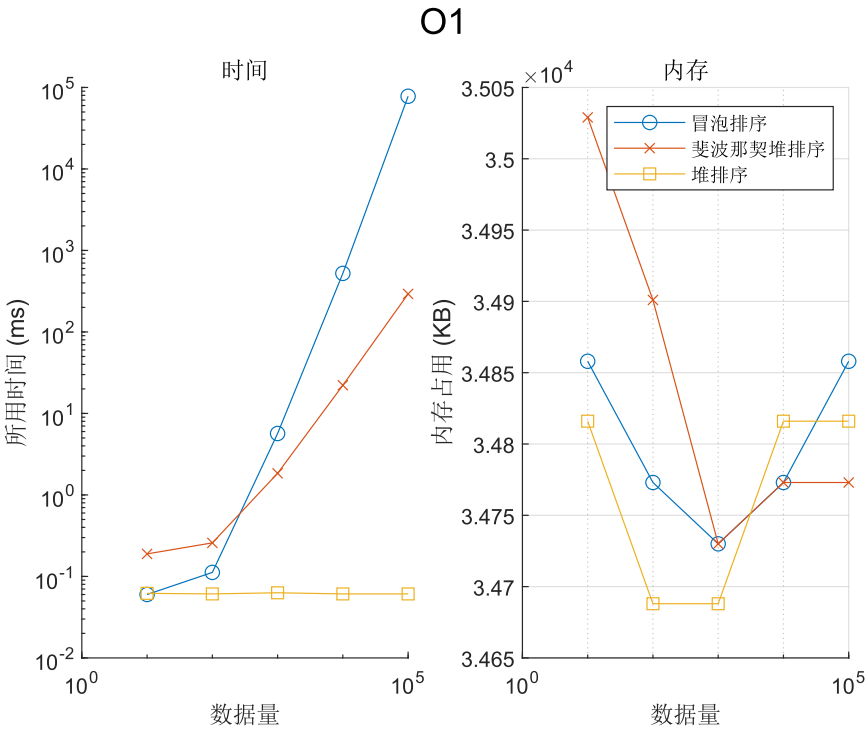 O1
时间
10^5
10^4
10^3
10^2
10^1
10^0
10^-1
10^-2
10^0
10^5
所用时间 (ms)
数据量
内存
×10^4
3.505
3.5
3.495
3.49
3.485
3.48
3.475
3.47
3.465
10^0
10^5
内存占用 (KB)
数据量
冒泡排序
斐波那契堆排序
堆排序